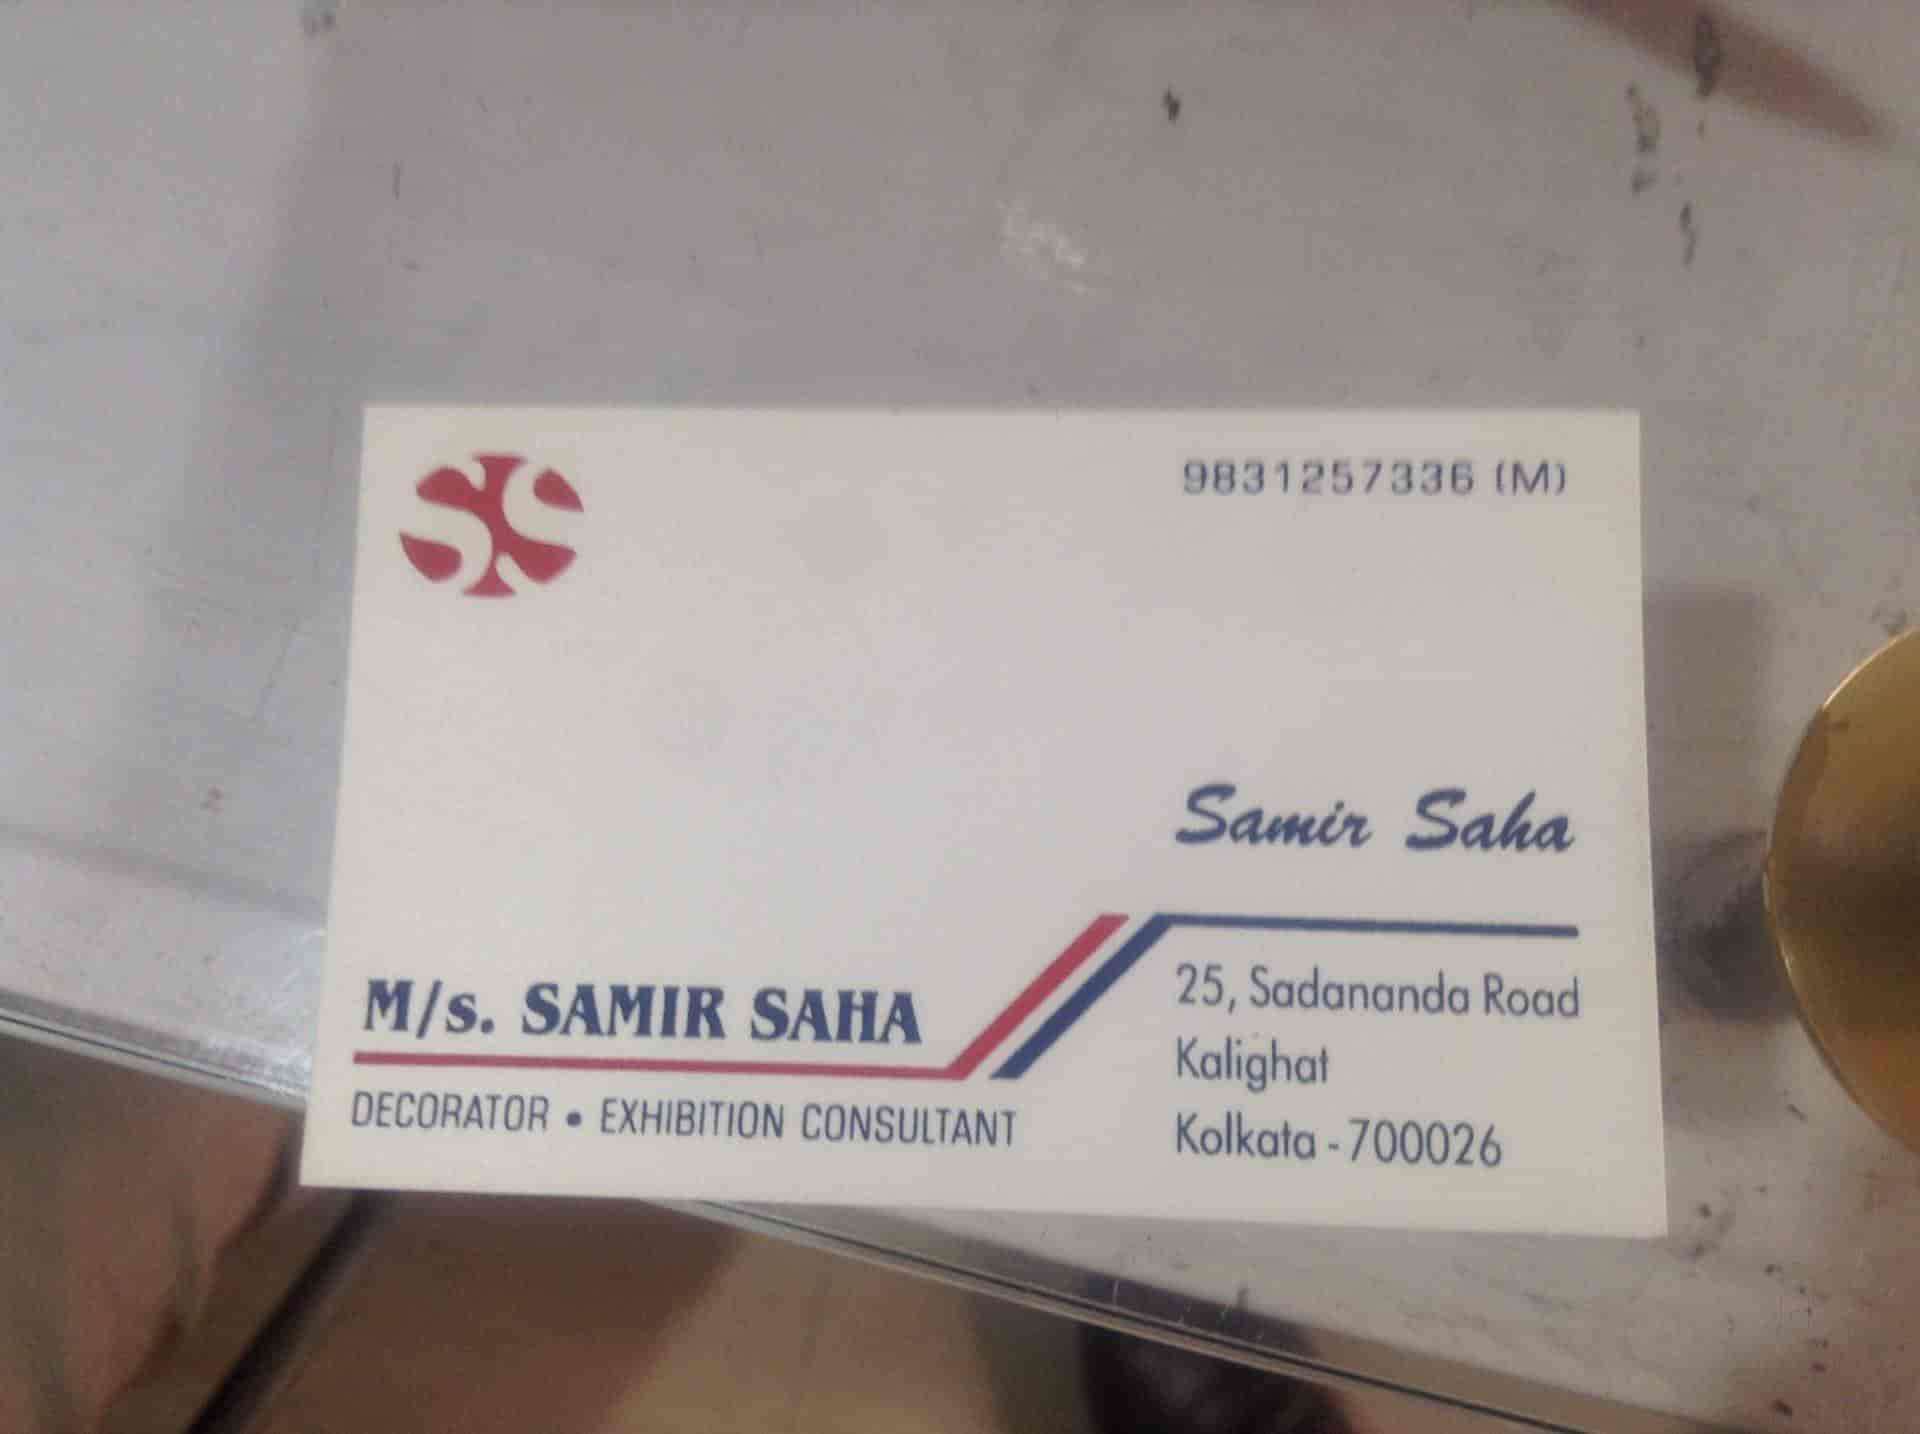 SS
9831257336 (M)
Samir Saha
M/s. SAMIR SAHA
DECORATOR • EXHIBITION CONSULTANT
25, Sadananda Road
Kalighat
Kolkata - 700026